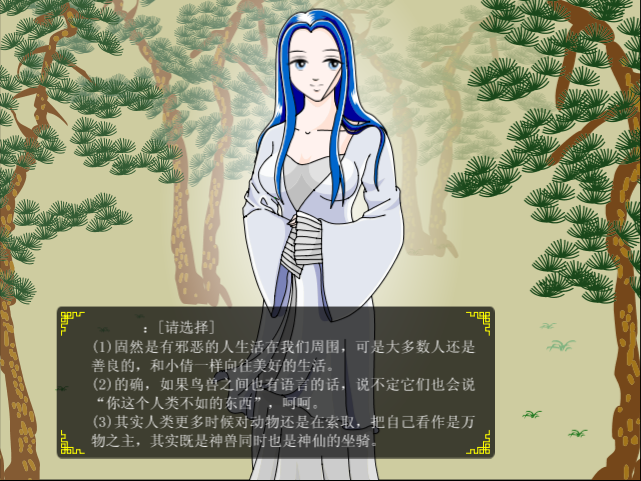 ：[请选择]
(1)固然是有邪恶的人生活在我们周围，可是大多数人还是
善良的，和小倩一样向往美好的生活。
(2)的确，如果鸟兽之间也有语言的话，说不定它们也会说
“你这个人类不如的东西”，呵呵。
(3)其实人类更多时候对动物还是在索取，把自己看作是万
物之主，其实既是神兽同时也是神仙的坐骑。